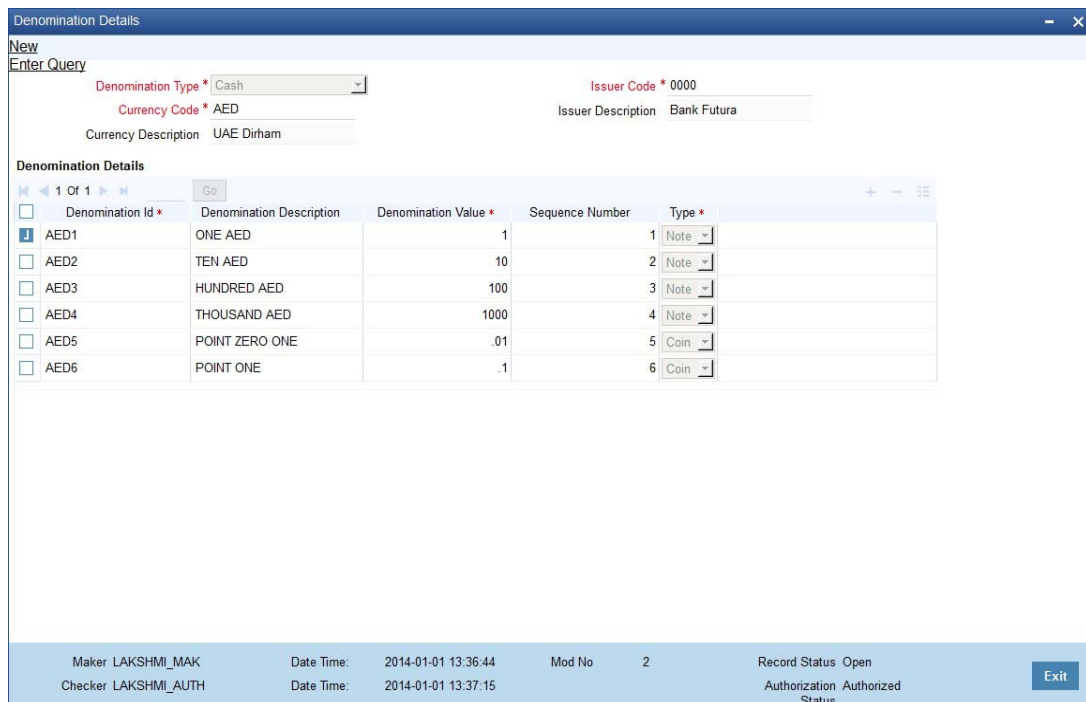 Denomination Details
New
Enter Query
Denomination Type * Cash Issuer Code * 0000
Currency Code * AED Issuer Description Bank Futura
Currency Description UAE Dirham
Denomination Details
1 Of 1 Go
Denomination Id * Denomination Description Denomination Value * Sequence Number Type *
AED1 ONE AED 1 1 Note
AED2 TEN AED 10 2 Note
AED3 HUNDRED AED 100 3 Note
AED4 THOUSAND AED 1000 4 Note
AED5 POINT ZERO ONE .01 5 Coin
AED6 POINT ONE .1 6 Coin
Maker LAKSHMI_MAK Date Time: 2014-01-01 13:36:44 Mod No 2 Record Status Open
Checker LAKSHMI_AUTH Date Time: 2014-01-01 13:37:15 Authorization Authorized
Status
Exit